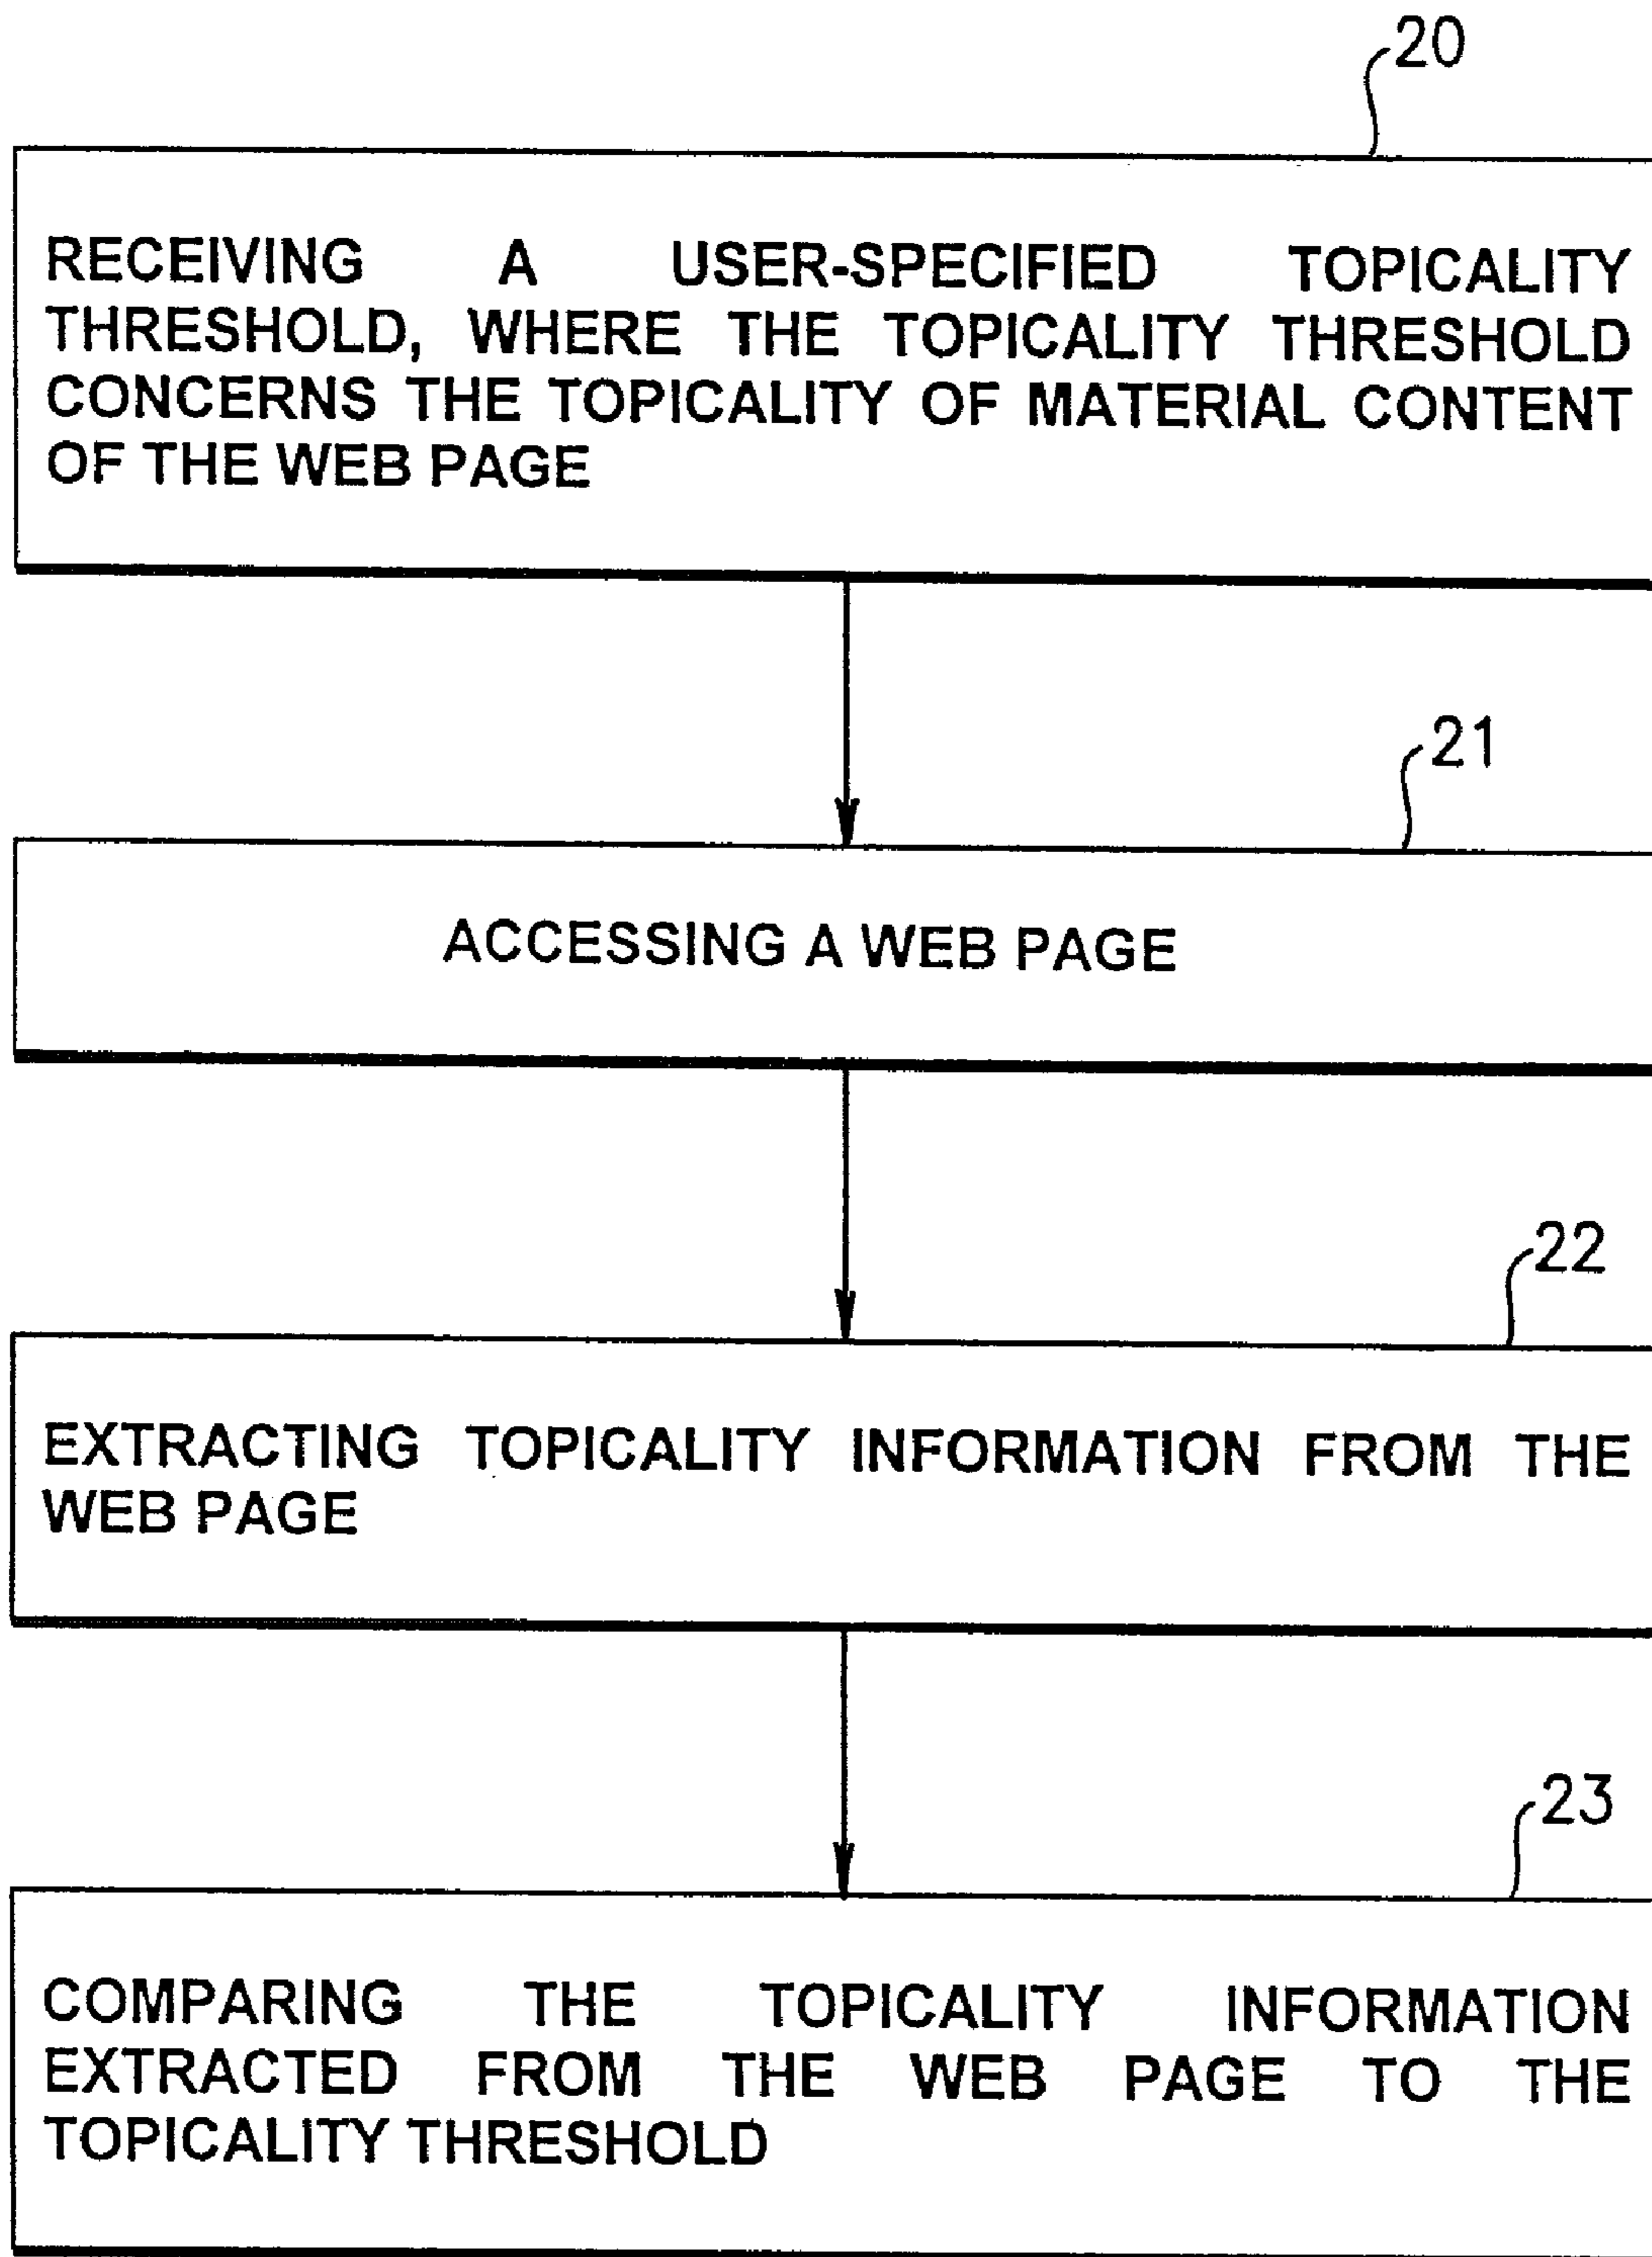 20
RECEIVING A USER-SPECIFIED TOPICALITY
THRESHOLD, WHERE THE TOPICALITY THRESHOLD
CONCERNS THE TOPICALITY OF MATERIAL CONTENT
OF THE WEB PAGE
21
ACCESSING A WEB PAGE
22
EXTRACTING TOPICALITY INFORMATION FROM THE
WEB PAGE
23
COMPARING THE TOPICALITY INFORMATION
EXTRACTED FROM THE WEB PAGE TO THE
TOPICALITY THRESHOLD